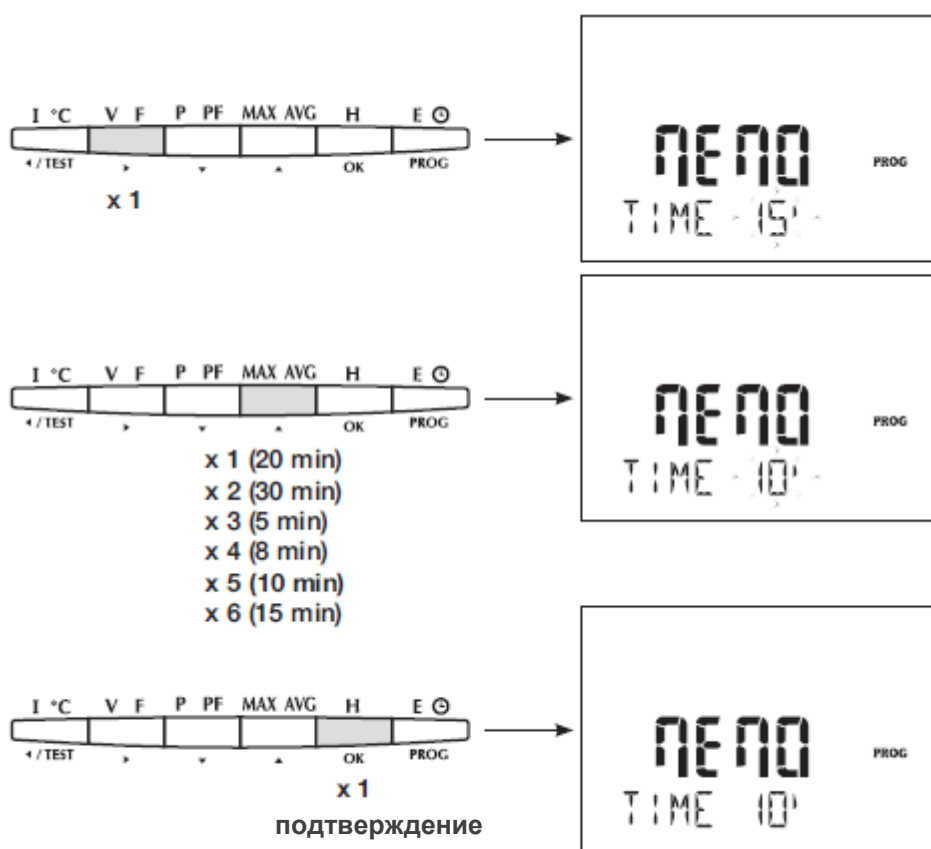 I °C V F P PF MAX AVG H E
/ TEST OK PROG
x 1
MEMO PROG
TIME 15'
I °C V F P PF MAX AVG H E
/ TEST OK PROG
x 1 (20 min)
x 2 (30 min)
x 3 (5 min)
x 4 (8 min)
x 5 (10 min)
x 6 (15 min)
MEMO PROG
TIME 10'
I °C V F P PF MAX AVG H E
/ TEST OK PROG
x 1
подтверждение
MEMO PROG
TIME 10'